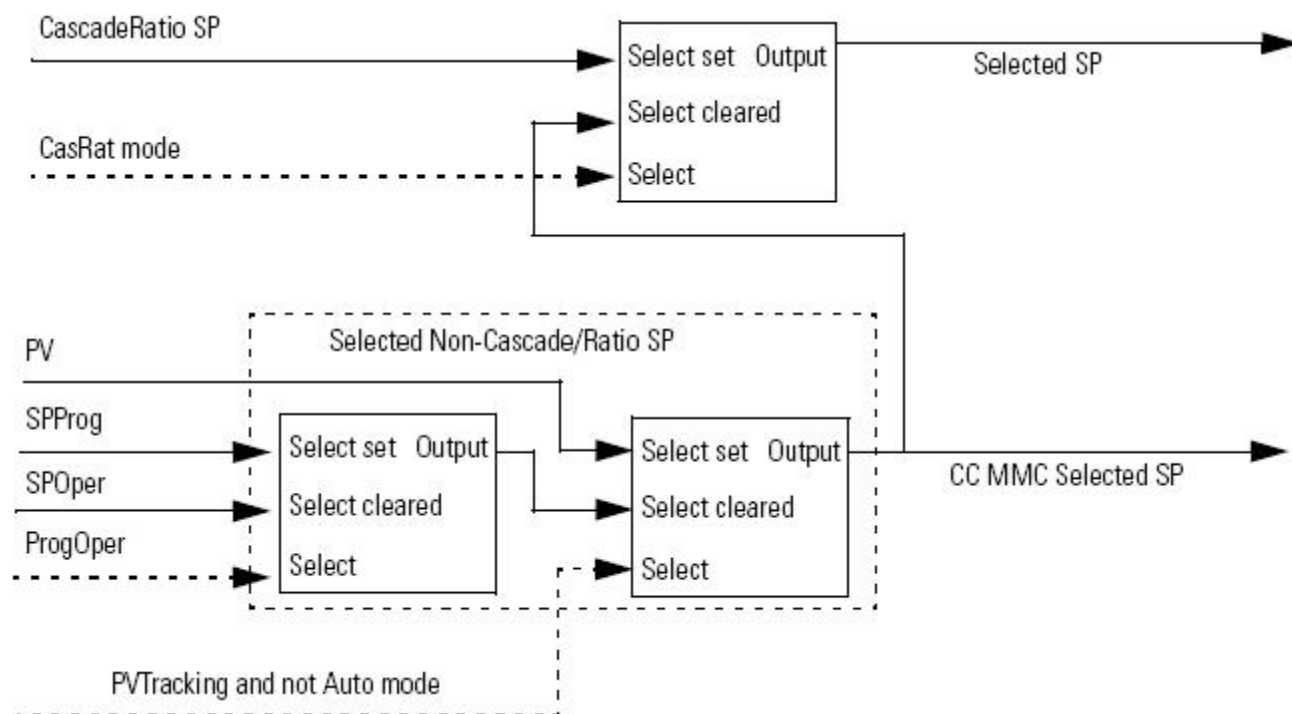 CascadeRatio SP
Select set Output
Selected SP
Select cleared
CasRat mode
Select
Selected Non-Cascade/Ratio SP
PV
SPProg
Select set Output
Select set Output
SPOper
CC MMC Selected SP
Select cleared
Select cleared
ProgOper
Select
Select
PVTracking and not Auto mode